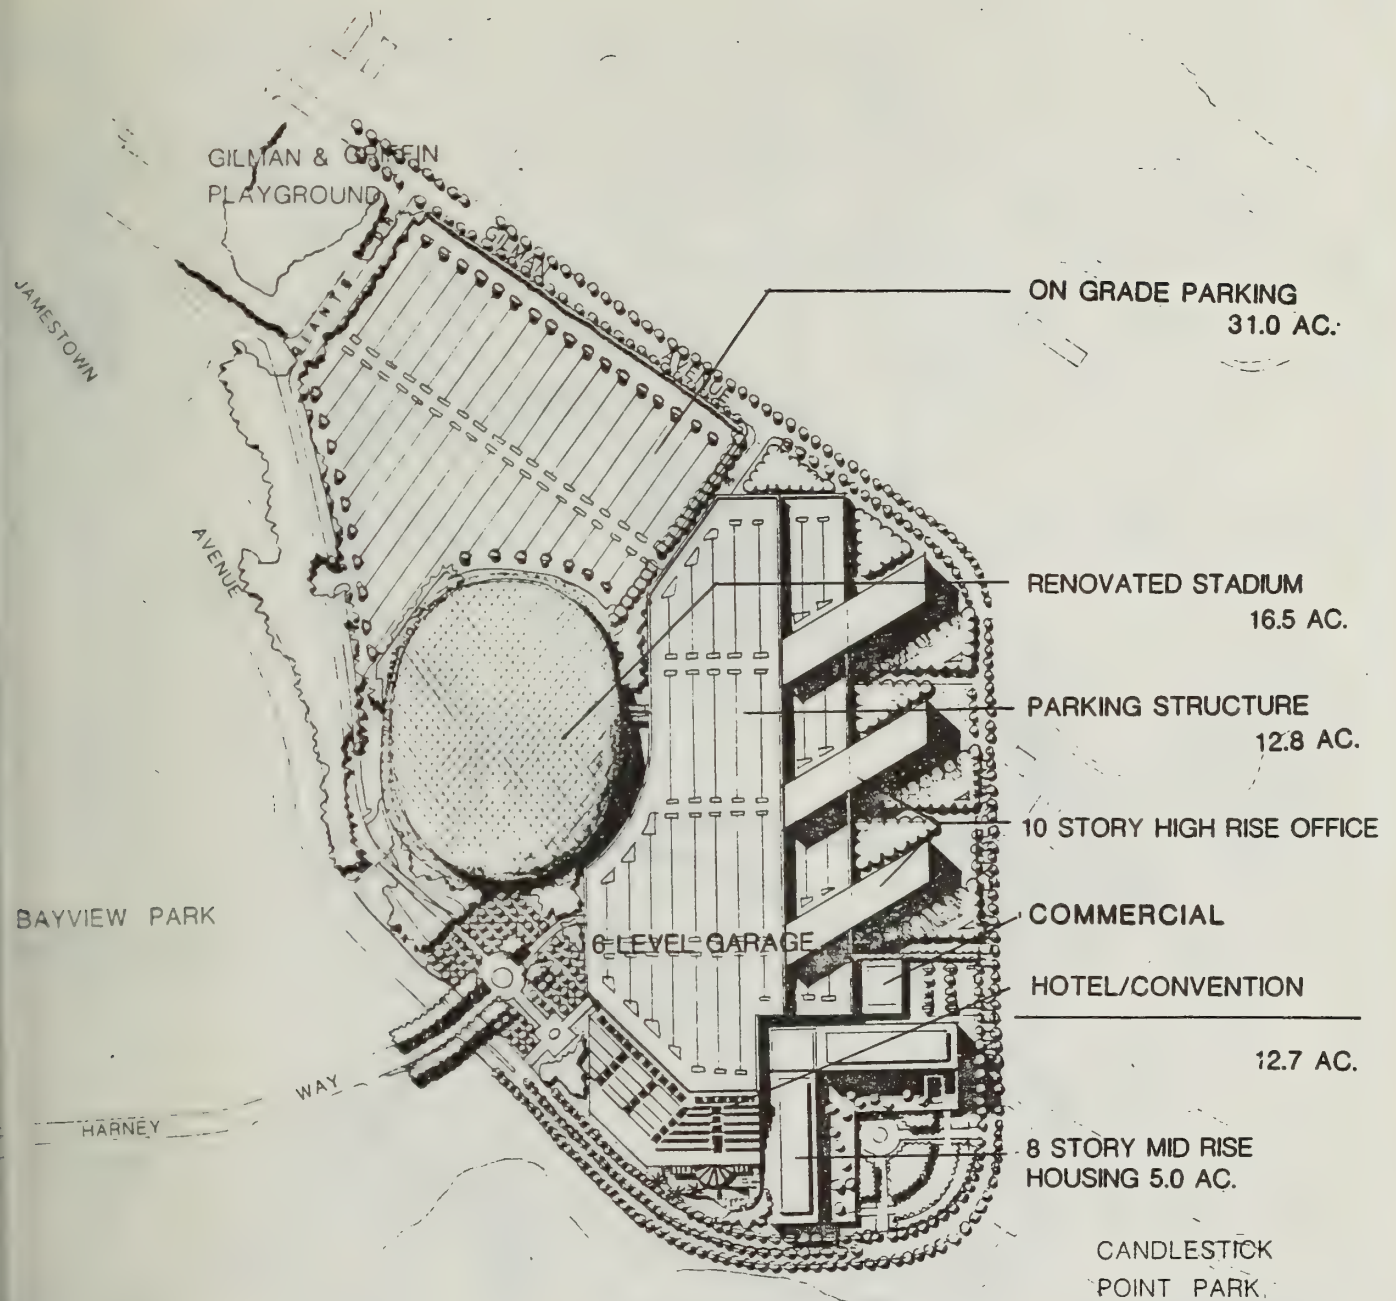 GILMAN & GRIFFIN
PLAYGROUND
GILMAN
AVENUE
GIANTS
JAMESTOWN
AVENUE
ON GRADE PARKING
31.0 AC.
RENOVATED STADIUM
16.5 AC.
PARKING STRUCTURE
12.8 AC.
10 STORY HIGH RISE OFFICE
BAYVIEW PARK
COMMERCIAL
6 LEVEL GARAGE
HOTEL/CONVENTION
12.7 AC.
HARNEY
WAY
8 STORY MID RISE
HOUSING 5.0 AC.
CANDLESTICK
POINT PARK